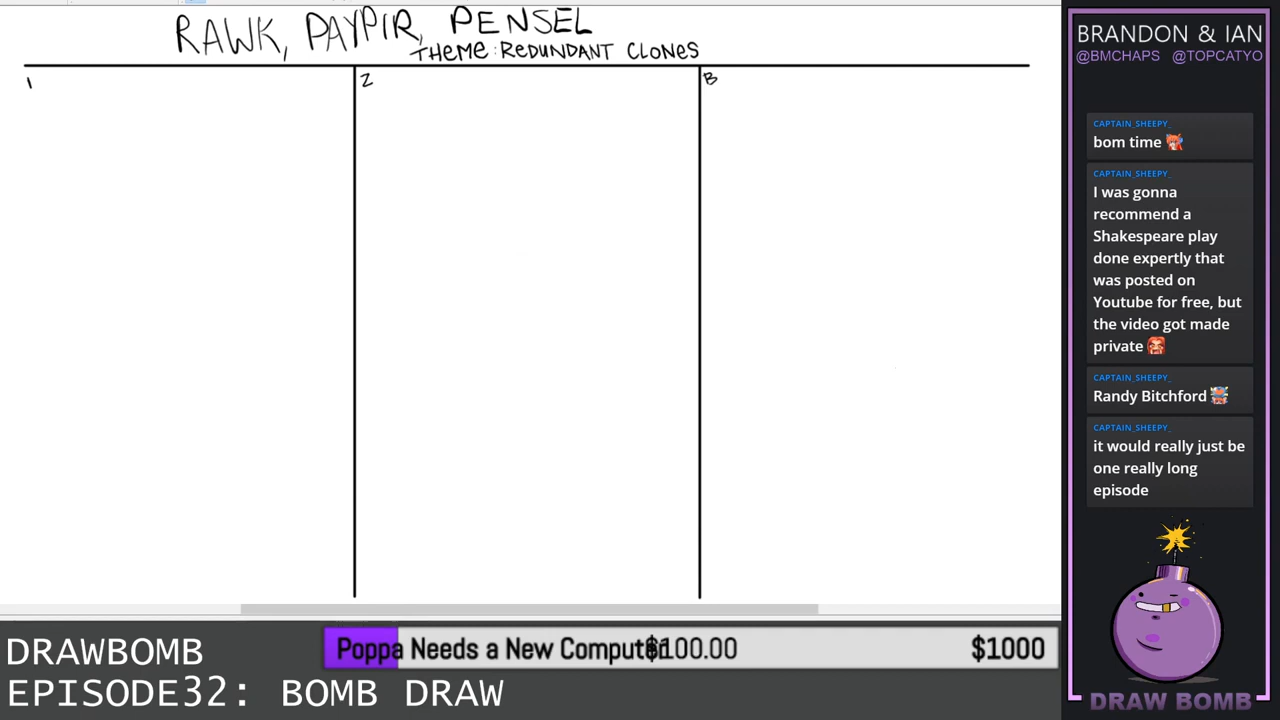 RAWK, PAYPIR, PENSEL
THEME: REDUNDANT CLONES
1
2
B
BRANDON & IAN
@BMCHAPS @TOPCATYO
CAPTAIN_SHEEPY_
bom time
CAPTAIN_SHEEPY_
I was gonna
recommend a
Shakespeare play
done expertly that
was posted on
Youtube for free, but
the video got made
private
CAPTAIN_SHEEPY_
Randy Bitchford
CAPTAIN_SHEEPY_
it would really just be
one really long
episode
DRAW BOMB
DRAWBOMB
Poppa Needs a New Computer $100.00 $1000
EPISODE32: BOMB DRAW